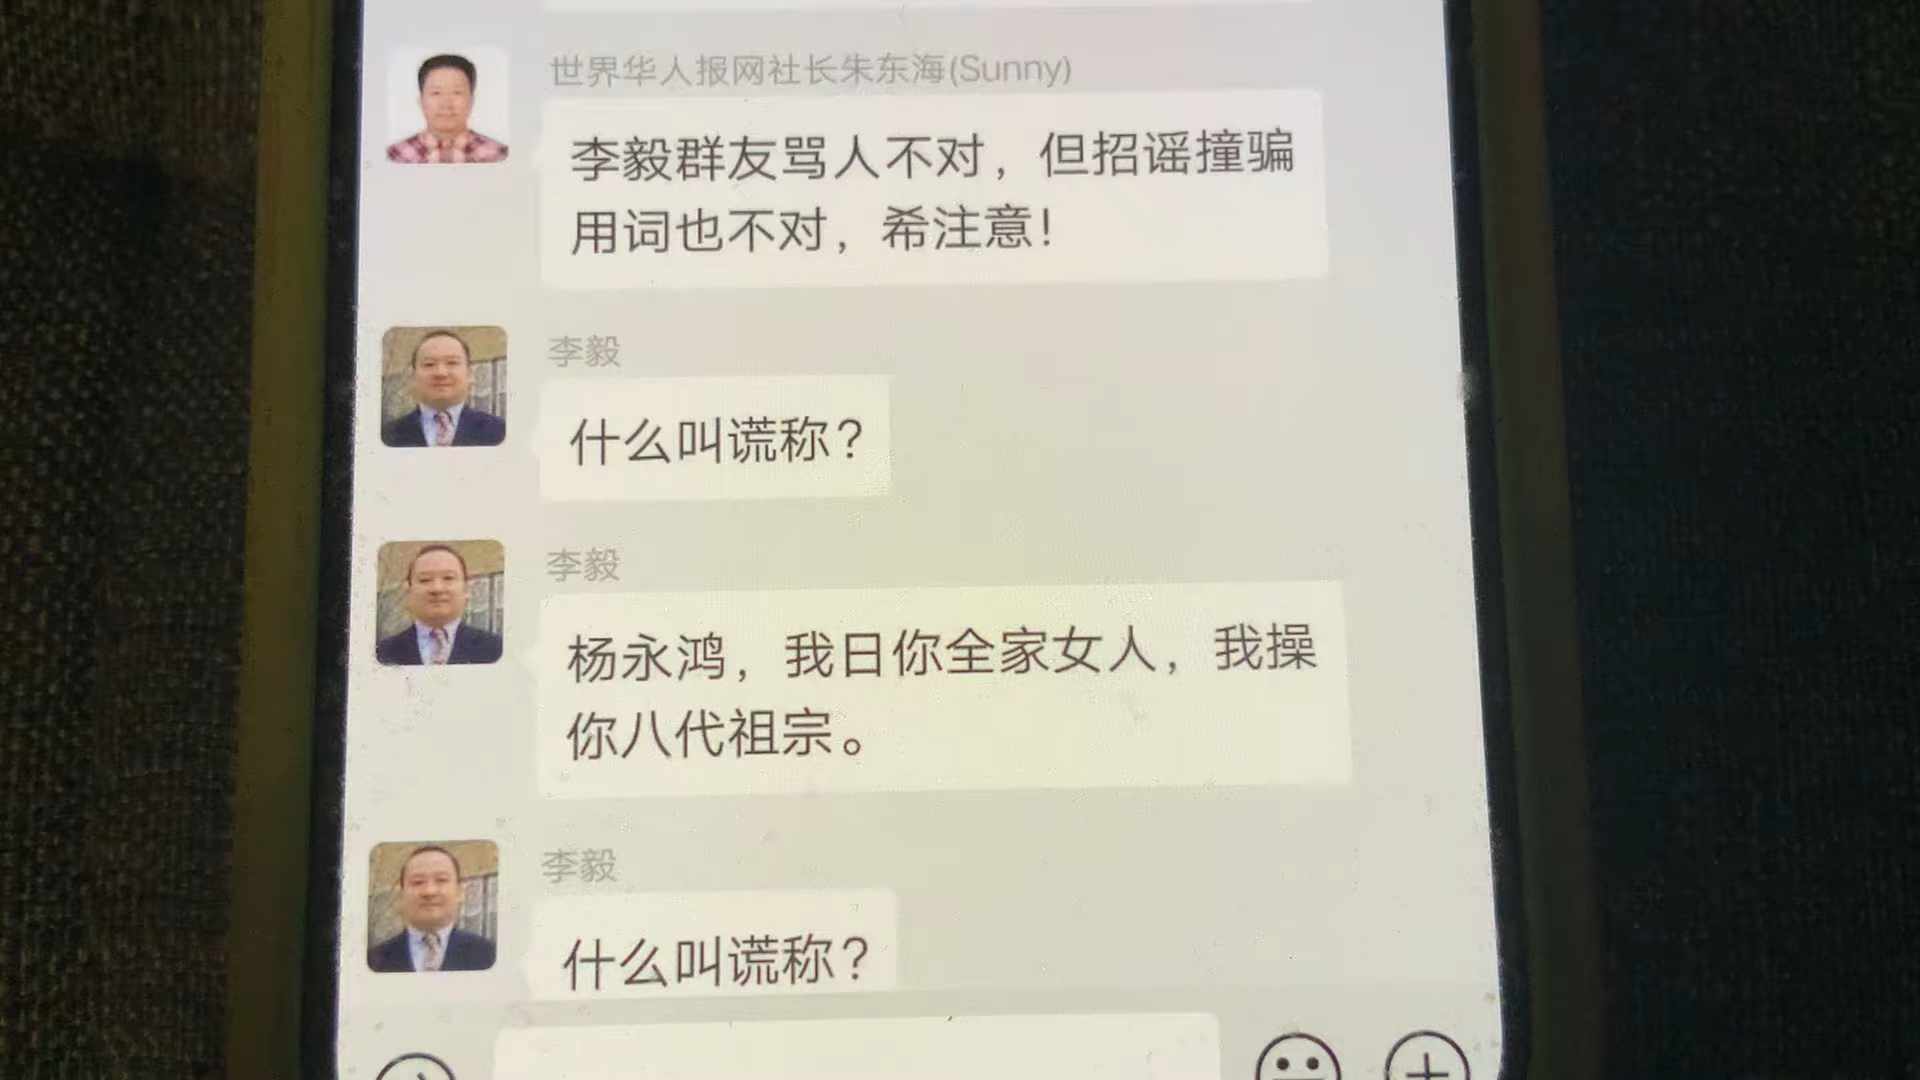 世界华人报网社长朱东海(Sunny)
李毅群友骂人不对，但招谣撞骗
用词也不对，希注意！
李毅
什么叫谎称？
李毅
杨永鸿，我日你全家女人，我操
你八代祖宗。
李毅
什么叫谎称？